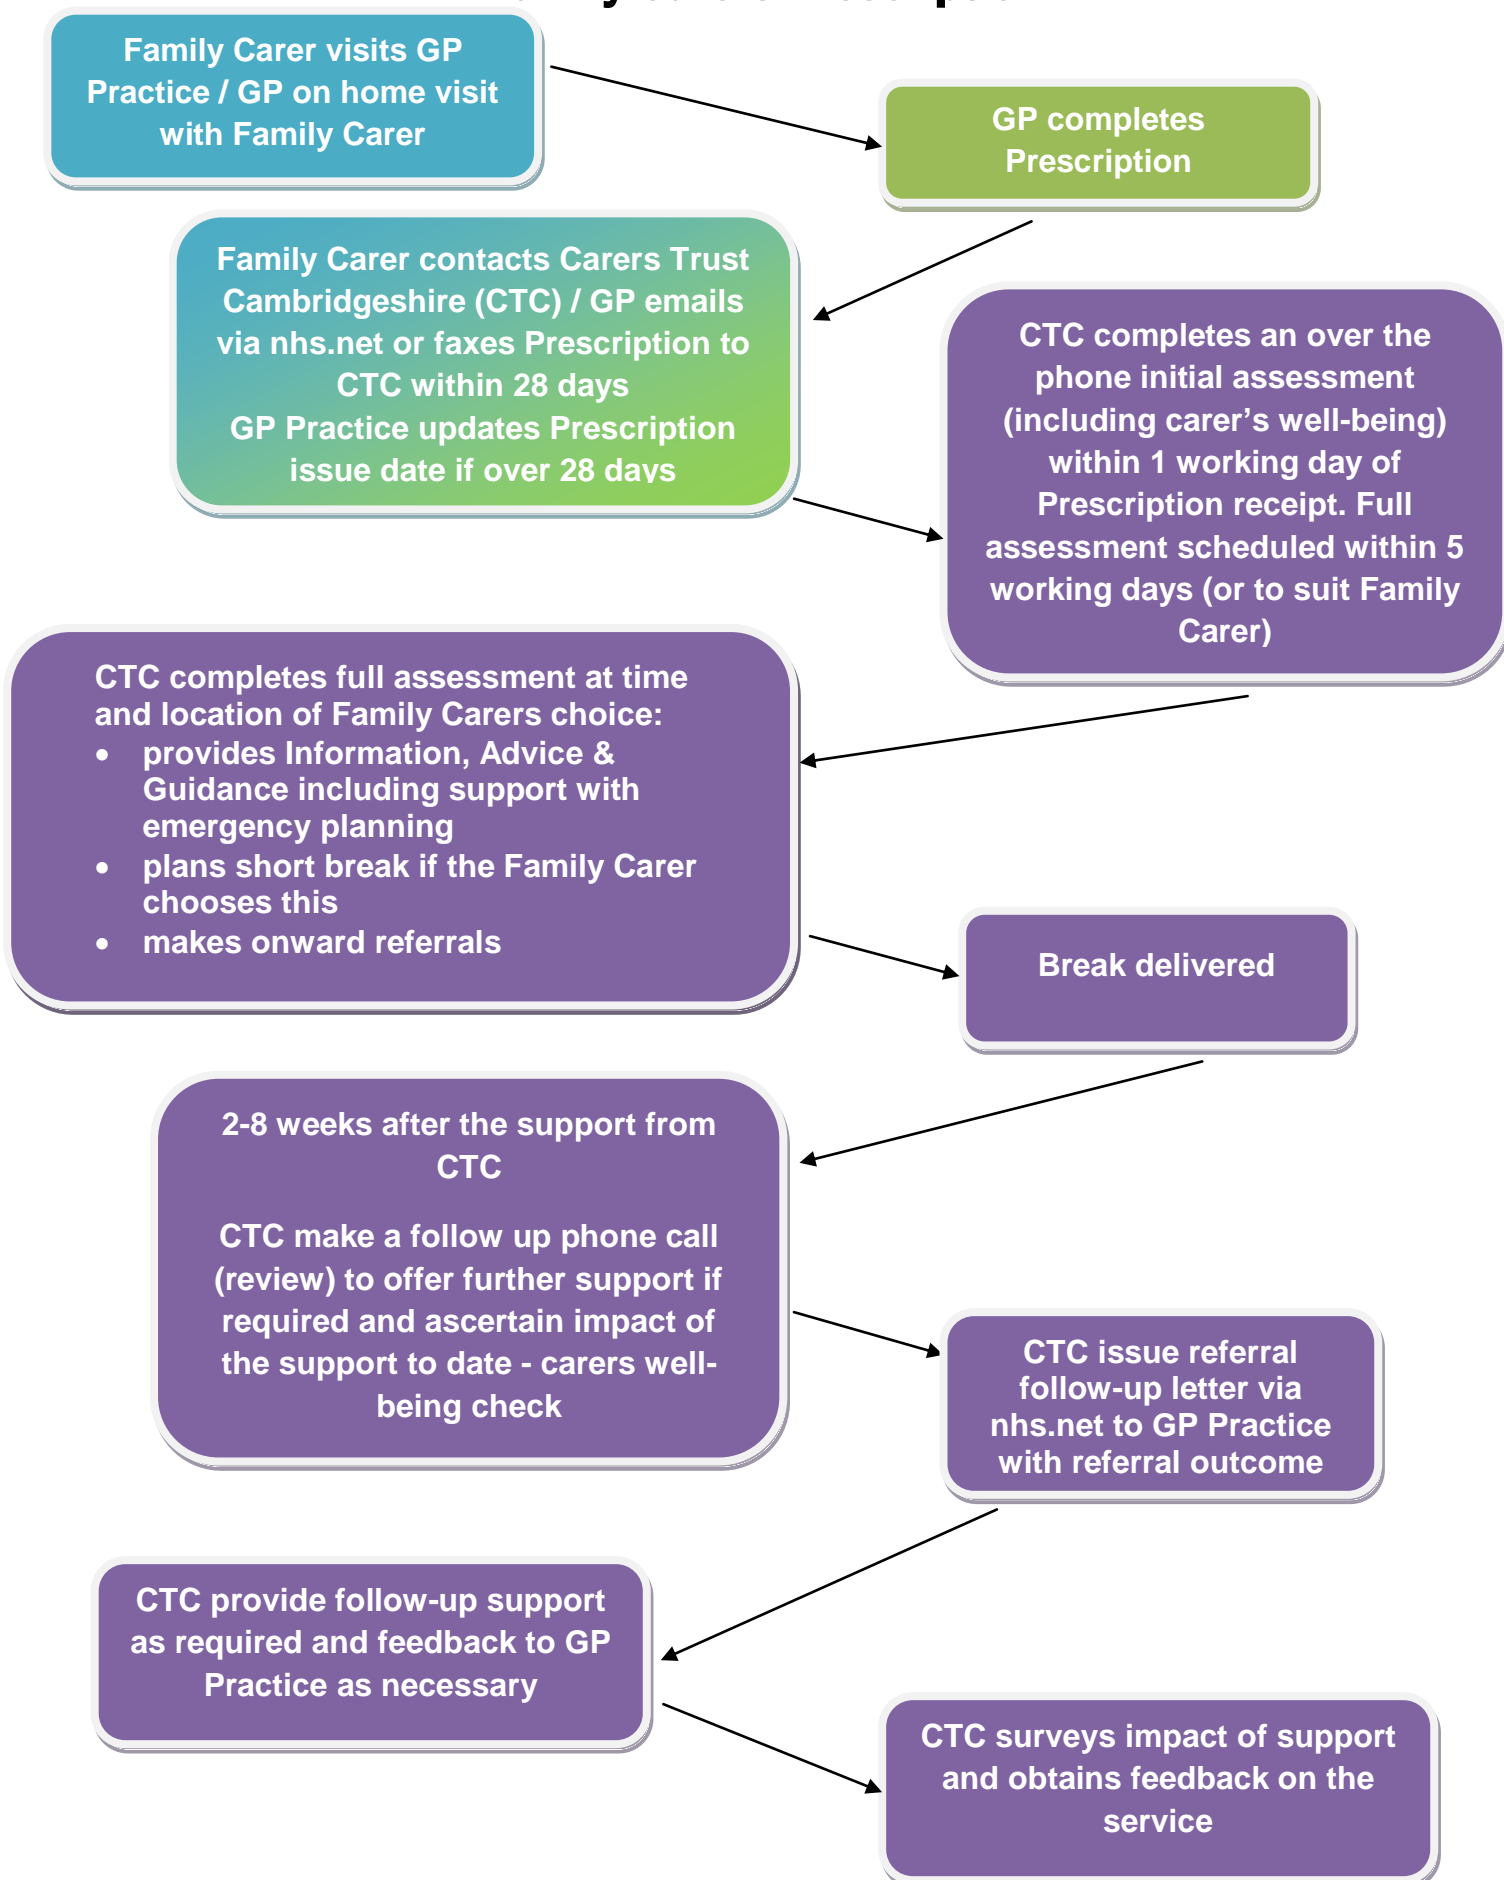 Family Carer visits GP
Practice / GP on home visit
with Family Carer
GP completes
Prescription
Family Carer contacts Carers Trust
Cambridgeshire (CTC) / GP emails
via nhs.net or faxes Prescription to
CTC within 28 days
GP Practice updates Prescription
issue date if over 28 days
CTC completes an over the
phone initial assessment
(including carer’s well-being)
within 1 working day of
Prescription receipt. Full
assessment scheduled within 5
working days (or to suit Family
Carer)
CTC completes full assessment at time
and location of Family Carers choice:
• provides Information, Advice &
Guidance including support with
emergency planning
• plans short break if the Family Carer
chooses this
• makes onward referrals
Break delivered
2-8 weeks after the support from
CTC
CTC make a follow up phone call
(review) to offer further support if
required and ascertain impact of
the support to date - carers well-
being check
CTC issue referral
follow-up letter via
nhs.net to GP Practice
with referral outcome
CTC provide follow-up support
as required and feedback to GP
Practice as necessary
CTC surveys impact of support
and obtains feedback on the
service